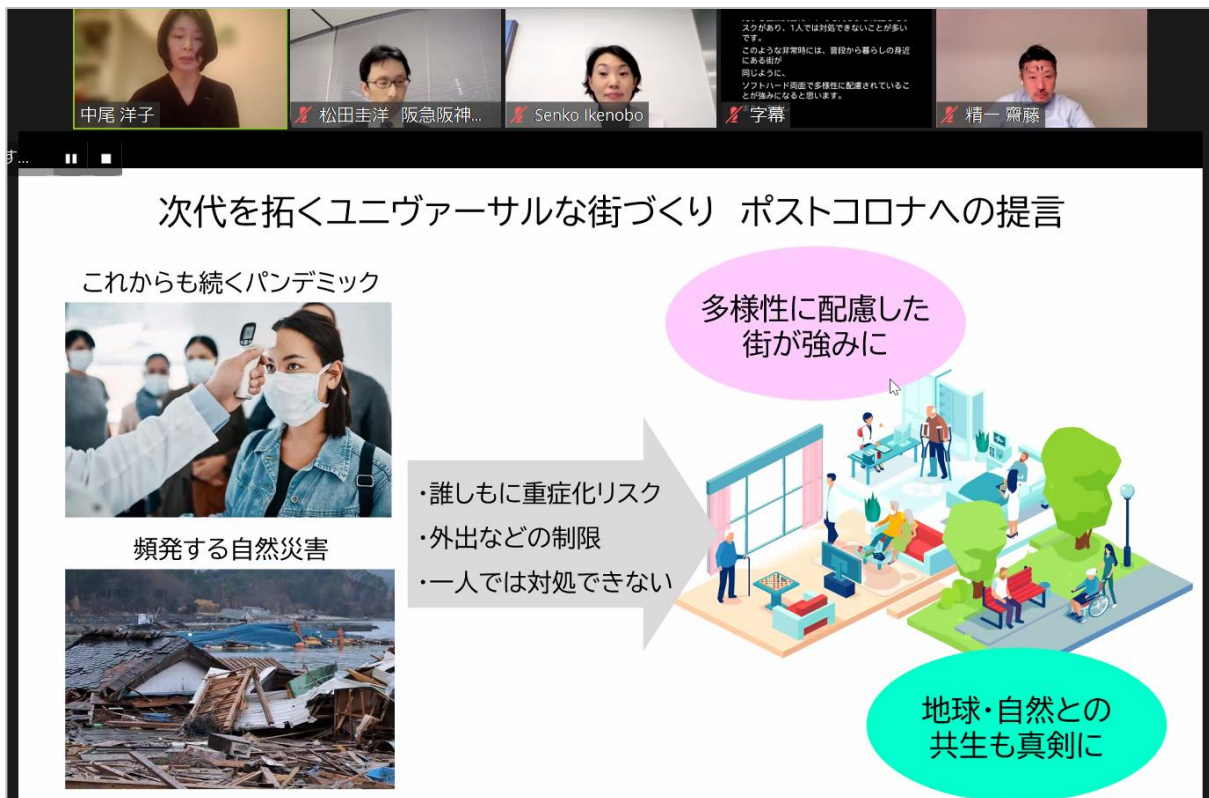 スクがあり、1人では対処できないことが多い
です。
このような非常時には、普段から暮らしの身近
にある街が
同じように、
ソフトハード両面で多様性に配慮されているこ
とが強みになると思います。
中尾 洋子
松田圭洋 阪急阪神...
Senko Ikenobo
字幕
精一 齋藤
す...
次代を拓くユニヴァーサルな街づくり ポストコロナへの提言
これからも続くパンデミック
頻発する自然災害
・誰しもに重症化リスク
・外出などの制限
・一人では対処できない
多様性に配慮した
街が強みに
地球・自然との
共生も真剣に